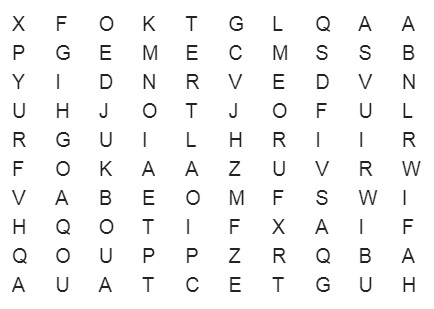 X F O K T G L Q A A
P G E M E C M S S B
Y I D N R V E D V N
U H J O T J O F U L
R G U I L H R I I R
F O K A A Z U V R W
V A B E O M F S W I
H Q O T I F X A I F
Q O U P P Z R Q B A
A U A T C E T G U H